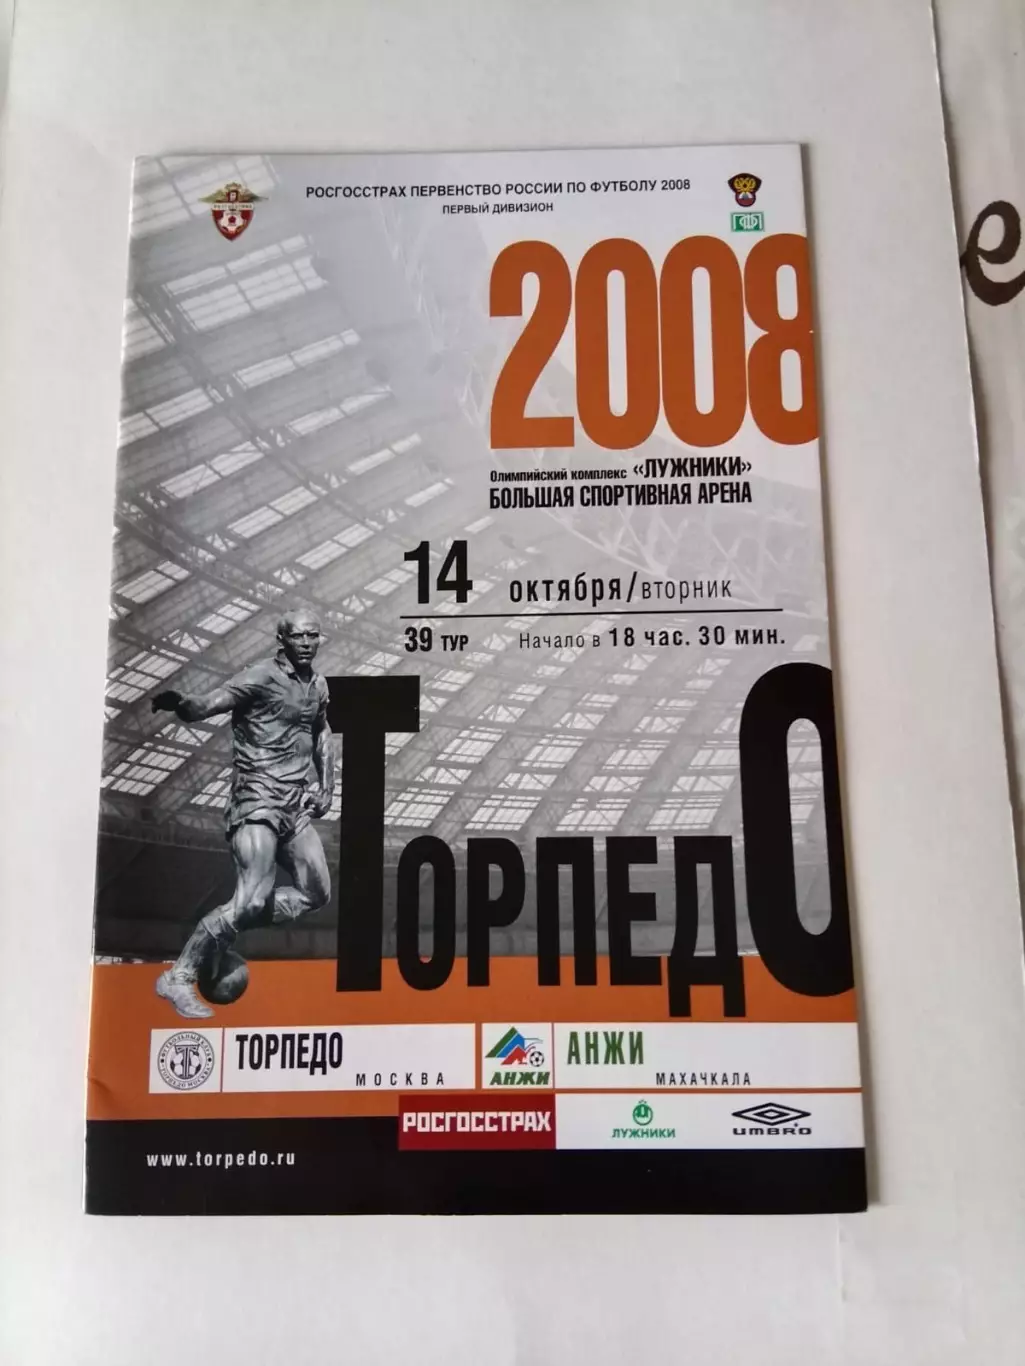 РОСГОССТРАХ ПЕРВЕНСТВО РОССИИ ПО ФУТБОЛУ 2008
ПЕРВЫЙ ДИВИЗИОН
2008
Олимпийский комплекс «ЛУЖНИКИ»
БОЛЬШАЯ СПОРТИВНАЯ АРЕНА
14 октября/вторник
39 ТУР Начало в 18 час. 30 мин.
ТОРПЕДО
ТОРПЕДО
МОСКВА
АНЖИ
АНЖИ
МАХАЧКАЛА
РОСГОССТРАХ
ЛУЖНИКИ
UMBRO
www.torpedo.ru
е